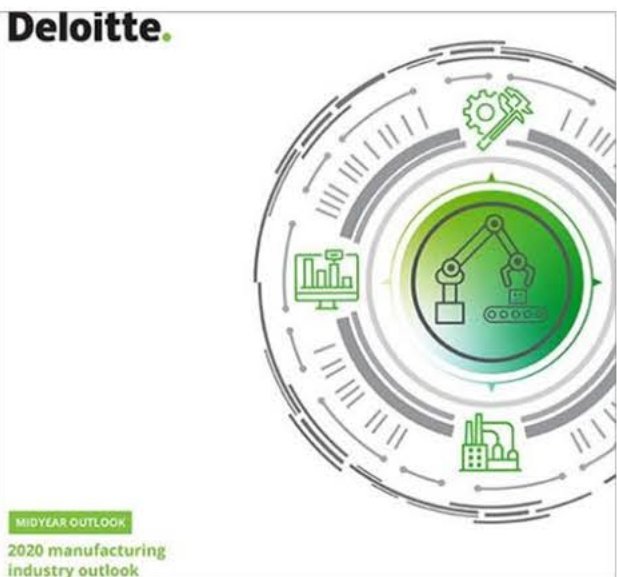 Deloitte.
MIDYEAR OUTLOOK
2020 manufacturing
industry outlook